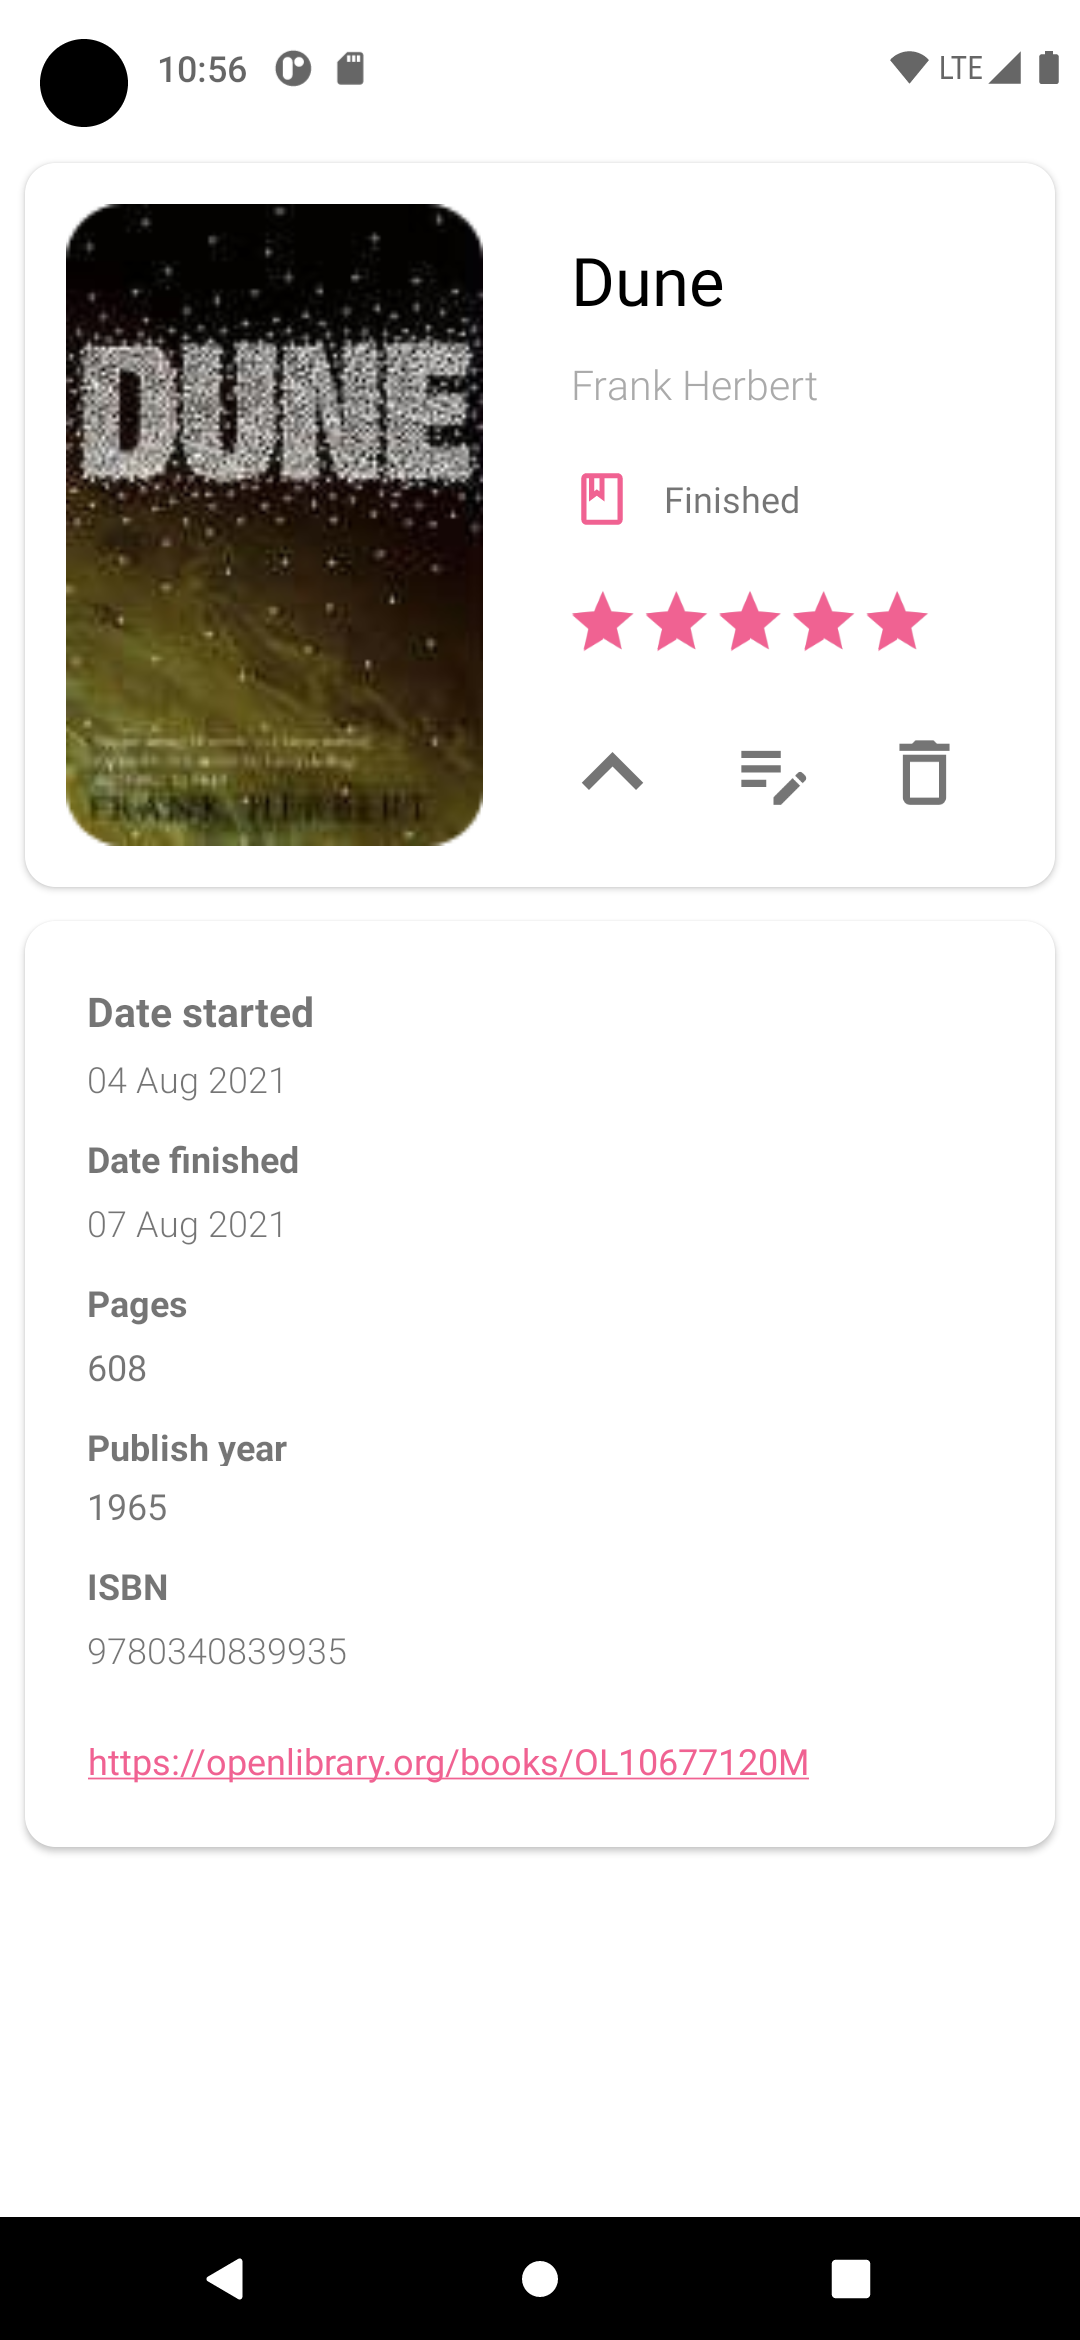 10:56
LTE
DUNE
FRANK HERBERT
Dune
Frank Herbert
Finished
Date started
04 Aug 2021
Date finished
07 Aug 2021
Pages
608
Publish year
1965
ISBN
9780340839935
https://openlibrary.org/books/OL10677120M